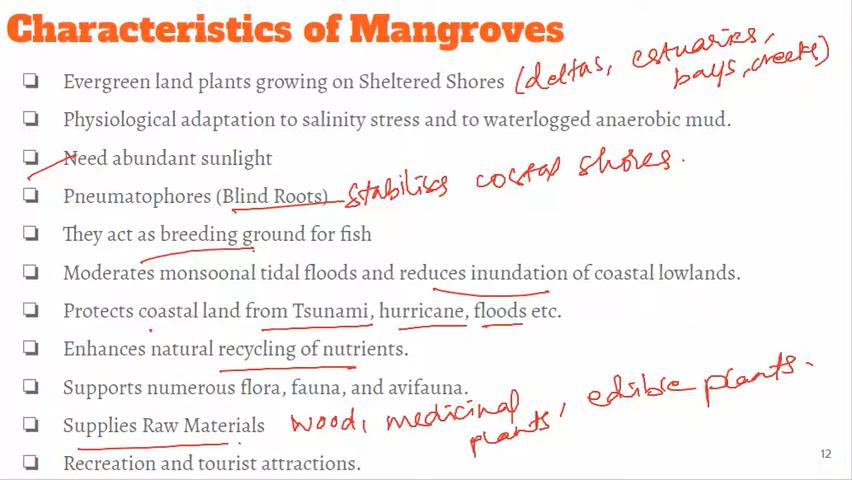 Characteristics of Mangroves
Evergreen land plants growing on Sheltered Shores (deltas, estuaries, bays, creeks)
Physiological adaptation to salinity stress and to waterlogged anaerobic mud.
Need abundant sunlight
Pneumatophores (Blind Roots) stabilises costal shores.
They act as breeding ground for fish
Moderates monsoonal tidal floods and reduces inundation of coastal lowlands.
Protects coastal land from Tsunami, hurricane, floods etc.
Enhances natural recycling of nutrients.
Supports numerous flora, fauna, and avifauna.
Supplies Raw Materials wood, medicinal plants, edible plants.
Recreation and tourist attractions.
12